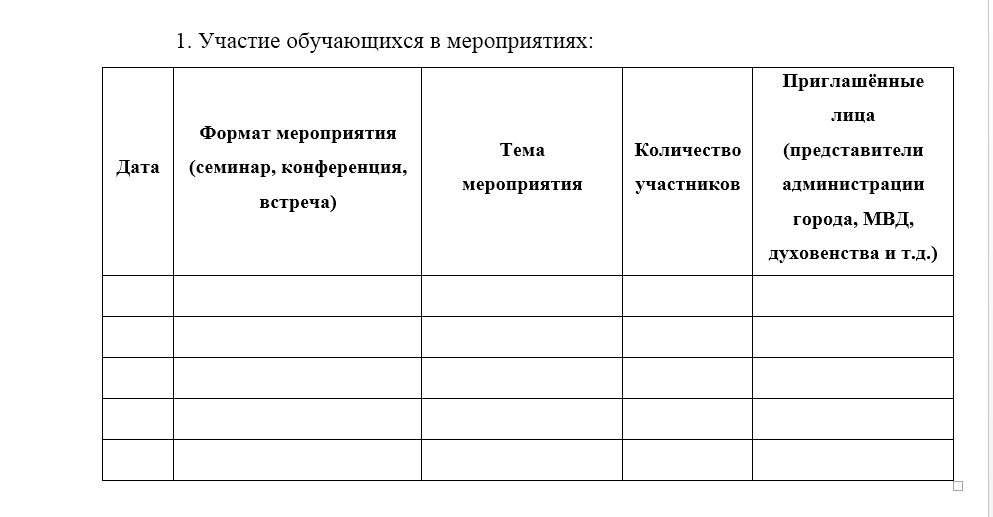 1. Участие обучающихся в мероприятиях:
Дата
Формат мероприятия
(семинар, конференция,
встреча)
Тема
мероприятия
Количество
участников
Приглашённые
лица
(представители
администрации
города, МВД,
духовенства и т.д.)